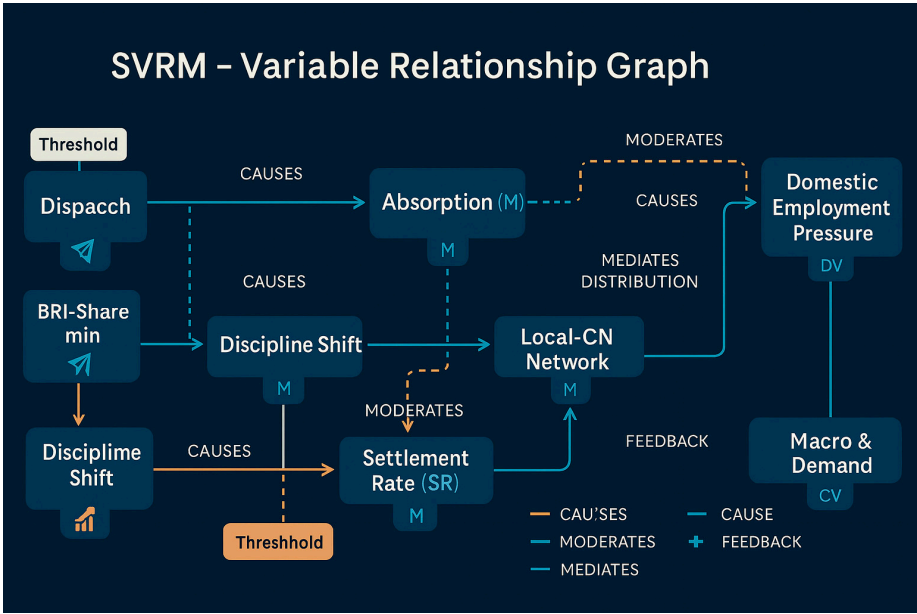 SVRM – Variable Relationship Graph
Threshold
Dispacch
CAUSES
Absorption (M)
M
MODERATES
CAUSES
Domestic
Employment
Pressure
DV
BRI-Share
min
CAUSES
Discipline Shift
M
MEDIATES
DISTRIBUTION
Local-CN
Network
M
Disciplime
Shift
CAUSES
MODERATES
Settlement
Rate (SR)
M
Threshhold
FEEDBACK
Macro &
Demand
CV
CAU'SES
MODERATES
MEDIATES
CAUSE
FEEDBACK